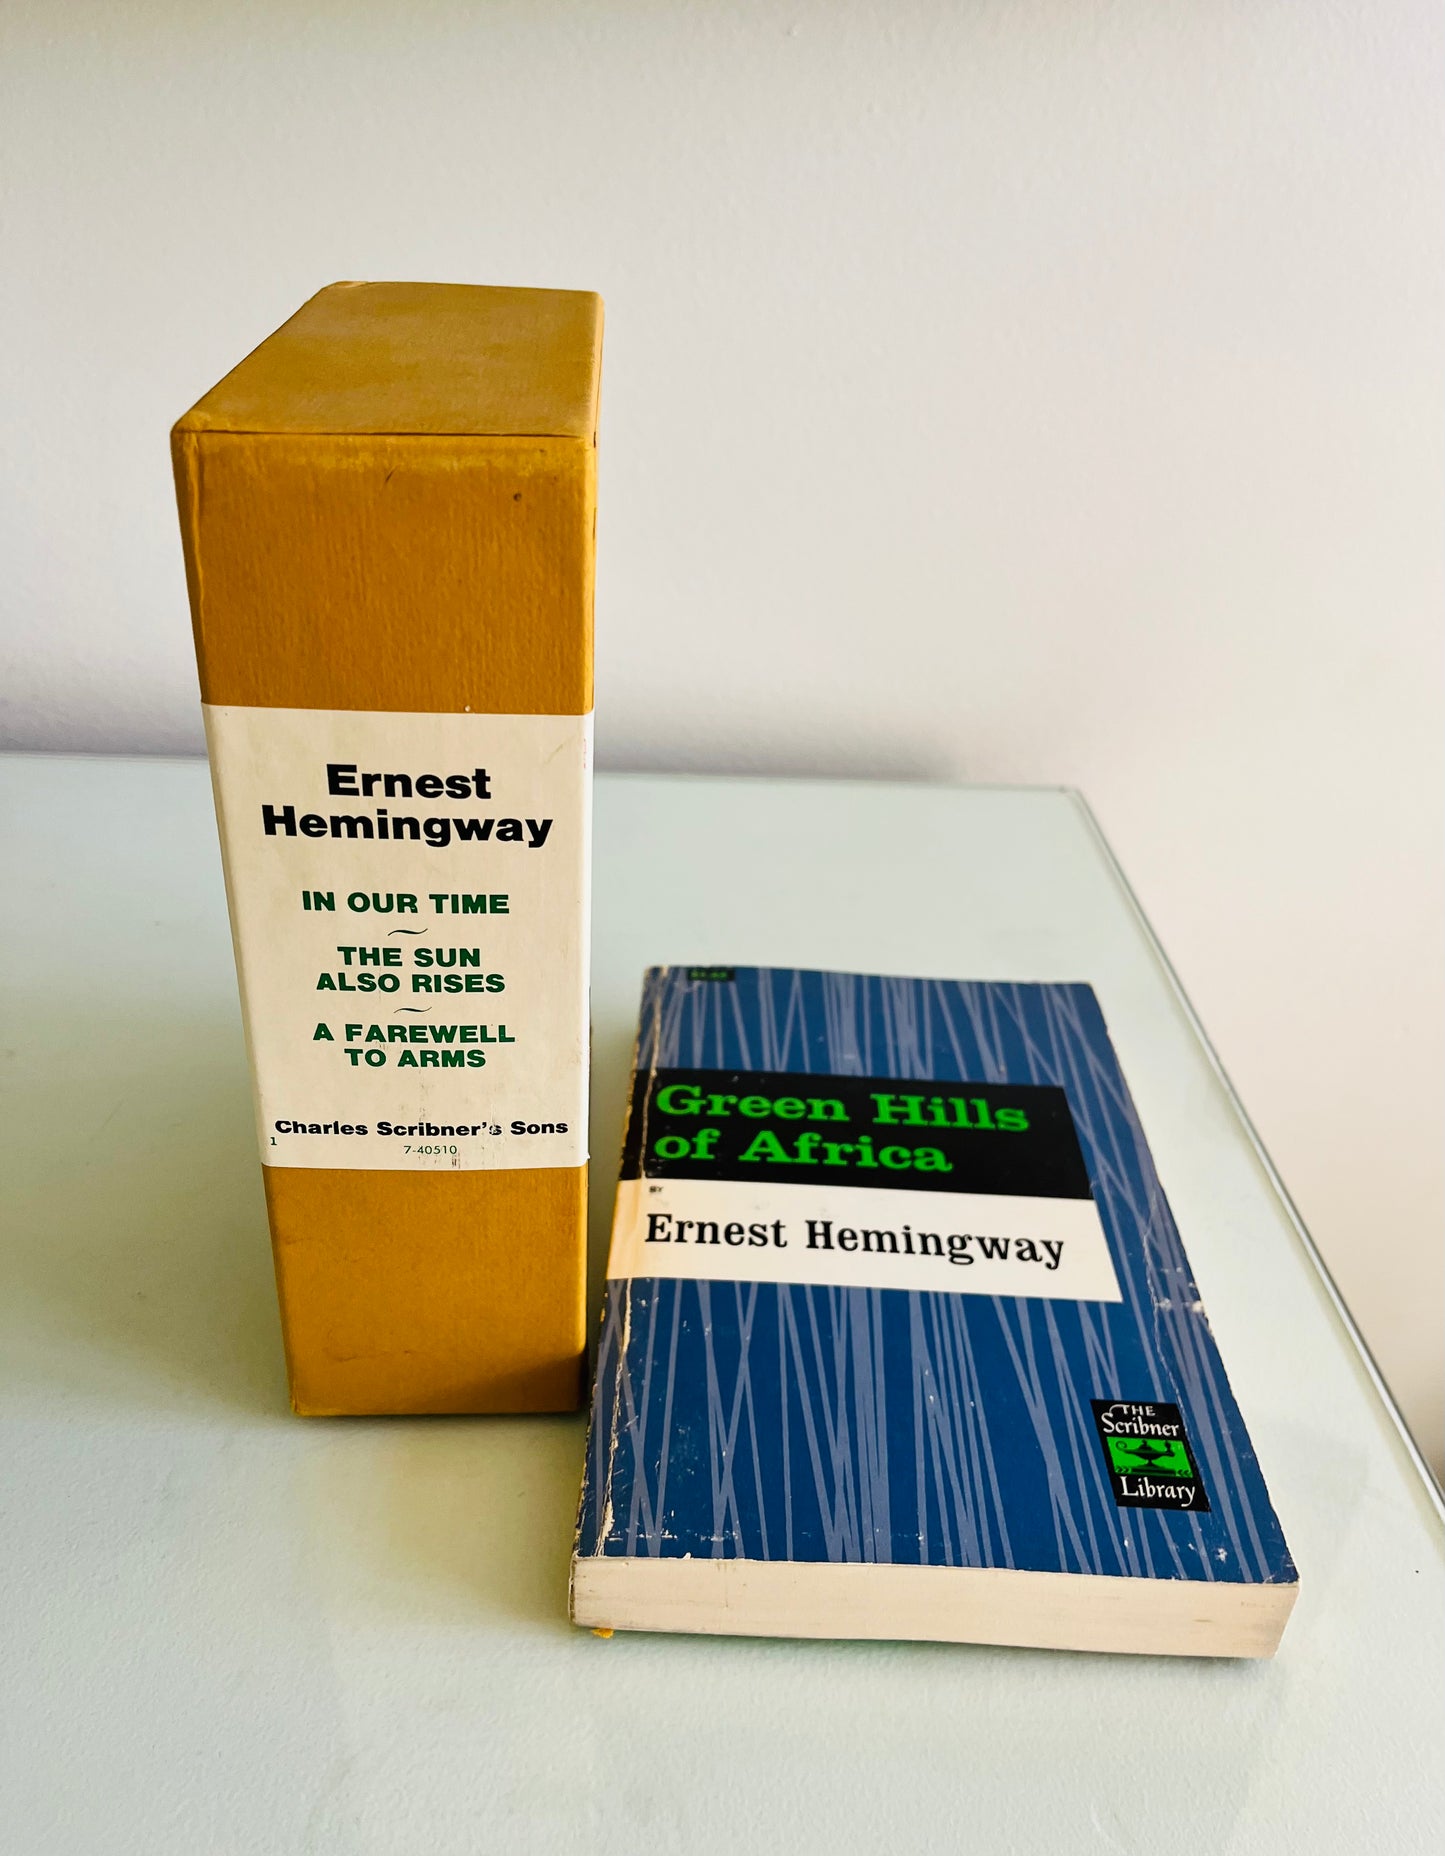 Ernest
Hemingway
IN OUR TIME
THE SUN
ALSO RISES
A FAREWELL
TO ARMS
Charles Scribner's Sons
1
7-40510
Green Hills
of Africa
BY
Ernest Hemingway
THE
Scribner
Library